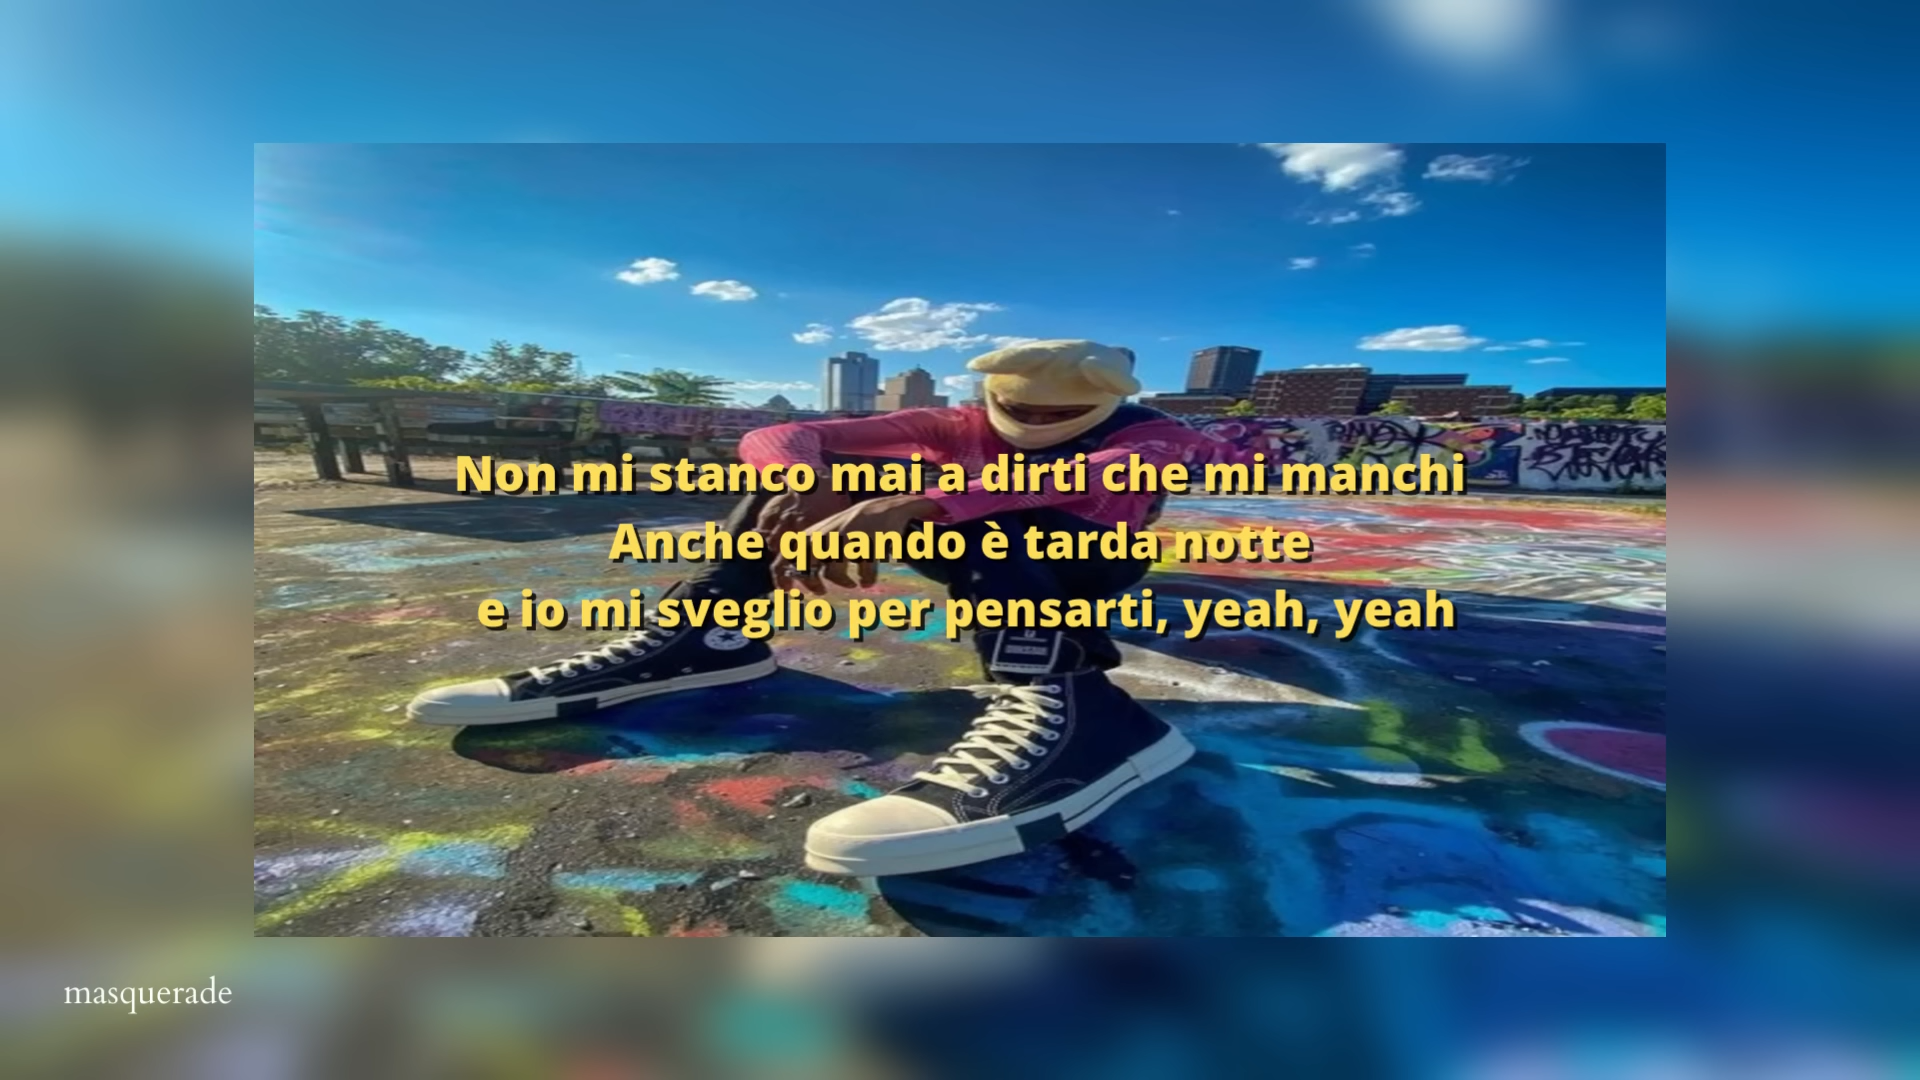 Non mi stanco mai a dirti che mi manchi
Anche quando è tarda notte
e io mi sveglio per pensarti, yeah, yeah
masquerade